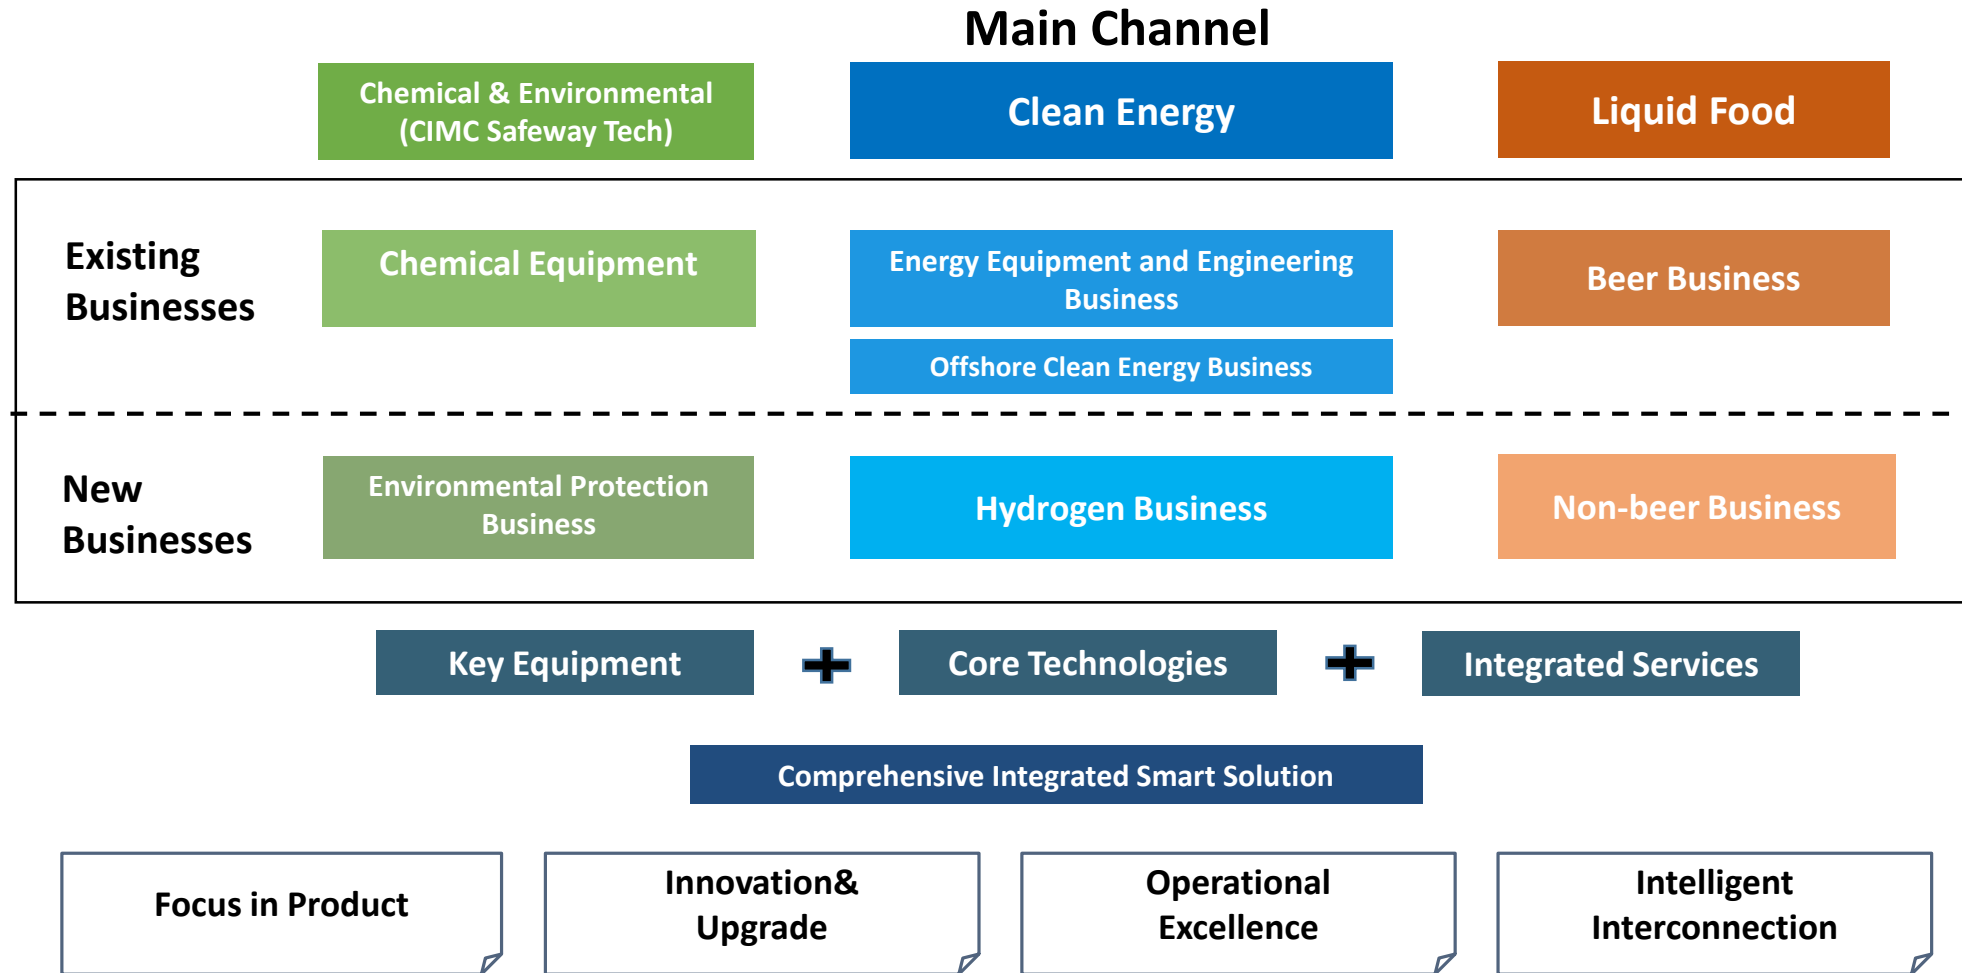 Main Channel
Chemical & Environmental
(CIMC Safeway Tech)
Clean Energy
Liquid Food
Existing
Businesses
Chemical Equipment
Energy Equipment and Engineering
Business
Offshore Clean Energy Business
Beer Business
New
Businesses
Environmental Protection
Business
Hydrogen Business
Non-beer Business
Key Equipment
Core Technologies
Integrated Services
Comprehensive Integrated Smart Solution
Focus in Product
Innovation&
Upgrade
Operational
Excellence
Intelligent
Interconnection